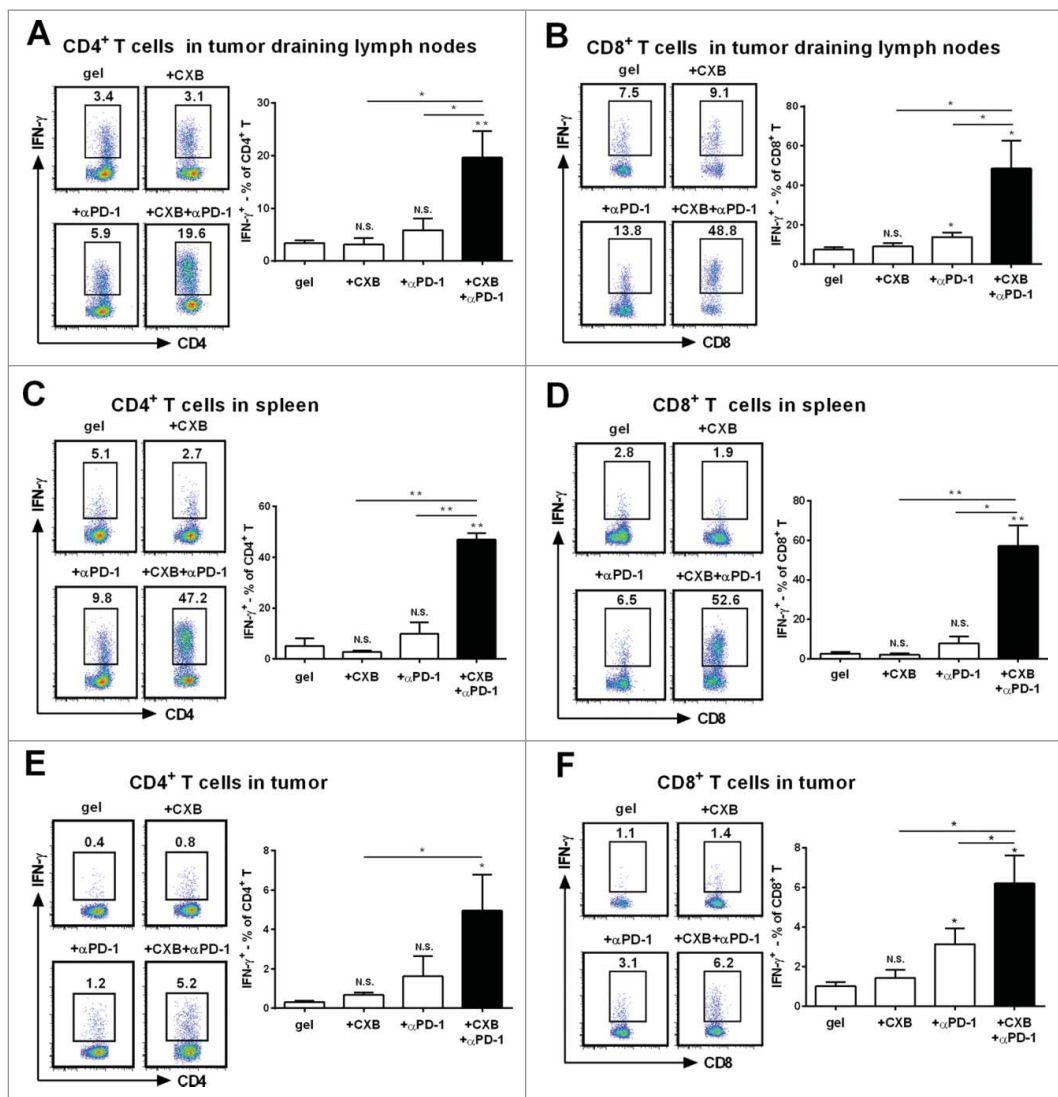 A
CD4+ T cells in tumor draining lymph nodes
gel
+CXB
3.4
3.1
+αPD-1
+CXB+αPD-1
5.9
19.6
IFN-γ
CD4
IFN-γ+ - % of CD4+ T
30
20
10
0
*
*
N.S.
N.S.
**
gel
+CXB
+αPD-1
+CXB
+αPD-1
B
CD8+ T cells in tumor draining lymph nodes
gel
+CXB
7.5
9.1
+αPD-1
+CXB+αPD-1
13.8
48.8
IFN-γ
CD8
IFN-γ+ - % of CD8+ T
80
60
40
20
0
*
*
N.S.
*
*
gel
+CXB
+αPD-1
+CXB
+αPD-1
C
CD4+ T cells in spleen
gel
+CXB
5.1
2.7
+αPD-1
+CXB+αPD-1
9.8
47.2
IFN-γ
CD4
IFN-γ+ - % of CD4+ T
60
40
20
0
**
**
N.S.
N.S.
**
gel
+CXB
+αPD-1
+CXB
+αPD-1
D
CD8+ T cells in spleen
gel
+CXB
2.8
1.9
+αPD-1
+CXB+αPD-1
6.5
52.6
IFN-γ
CD8
IFN-γ+ - % of CD8+ T
80
60
40
20
0
**
*
N.S.
N.S.
**
gel
+CXB
+αPD-1
+CXB
+αPD-1
E
CD4+ T cells in tumor
gel
+CXB
0.4
0.8
+αPD-1
+CXB+αPD-1
1.2
5.2
IFN-γ
CD4
IFN-γ+ - % of CD4+ T
8
6
4
2
0
*
N.S.
N.S.
*
gel
+CXB
+αPD-1
+CXB
+αPD-1
F
CD8+ T cells in tumor
gel
+CXB
1.1
1.4
+αPD-1
+CXB+αPD-1
3.1
6.2
IFN-γ
CD8
IFN-γ+ - % of CD8+ T
8
6
4
2
0
*
*
N.S.
*
*
gel
+CXB
+αPD-1
+CXB
+αPD-1